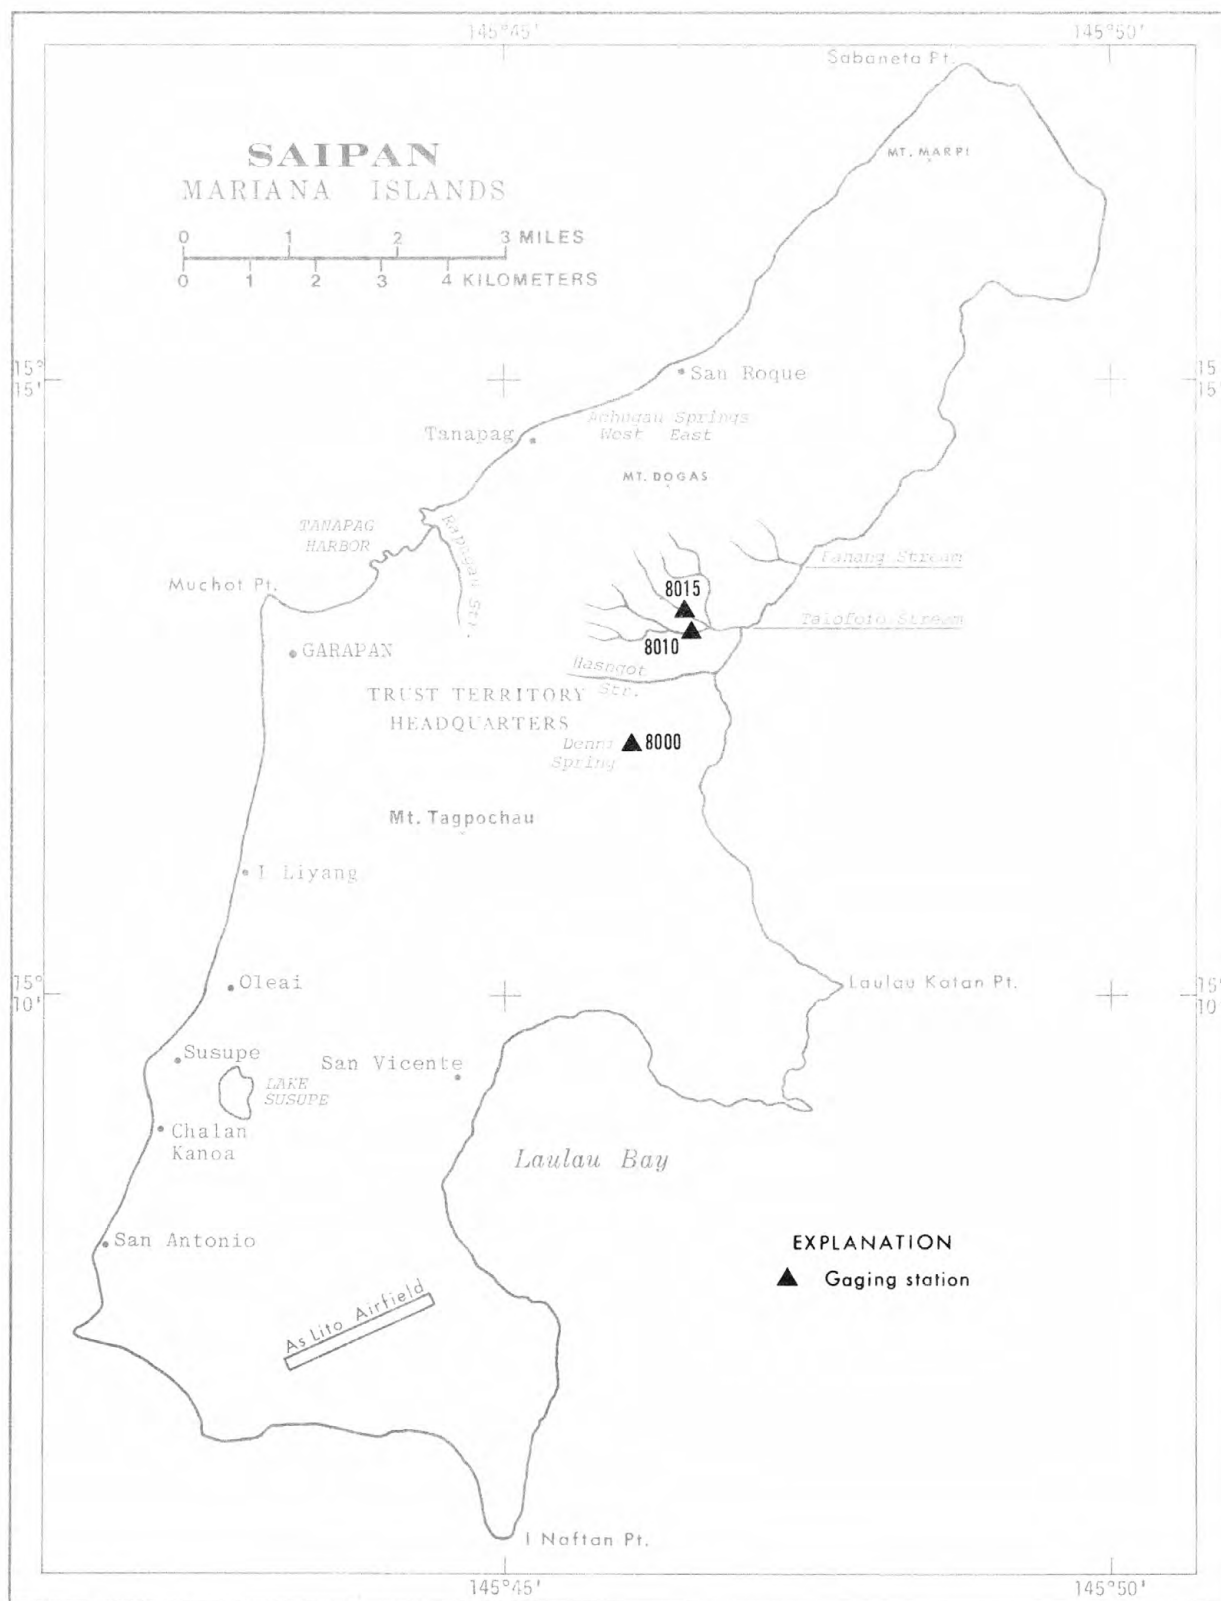 145°45'
145°50'
Sabaneta Pt.
MT. MARPI
SAIPAN
MARIANA ISLANDS
0 1 2 3 MILES
0 1 2 3 4 KILOMETERS
15°
15'
15
15
San Roque
Achugau Springs
West East
Tanapag
MT. DOGAS
TANAPAG
HARBOR
Str.
Stream
Muchot Pt.
8015
Talofofo Stream
8010
GARAPAN
Hasngot
Str.
TRUST TERRITORY
HEADQUARTERS
8000
Spring
Mt. Tagpochau
I Liyang
15°
10'
15°
10'
Oleai
Laulau Katan Pt.
Susupe
San Vicente
LAKE
SUSUPE
Chalan
Kanoa
Laulau Bay
San Antonio
EXPLANATION
Gaging station
As Lito Airfield
I Naftan Pt.
145°45'
145°50'